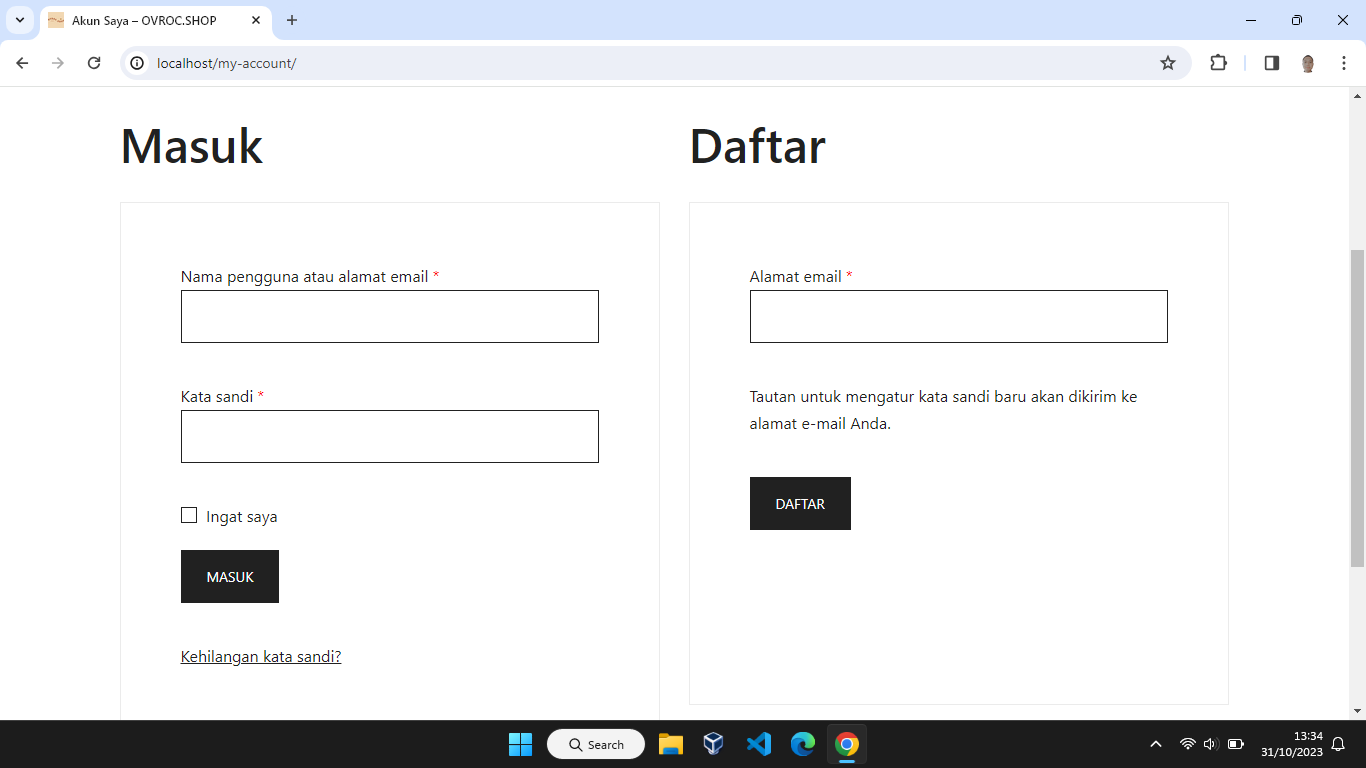 Akun Saya – OVROC.SHOP
localhost/my-account/
Masuk
Nama pengguna atau alamat email *
Kata sandi *
Ingat saya
MASUK
Kehilangan kata sandi?
Daftar
Alamat email *
Tautan untuk mengatur kata sandi baru akan dikirim ke
alamat e-mail Anda.
DAFTAR
Search
13:34
31/10/2023